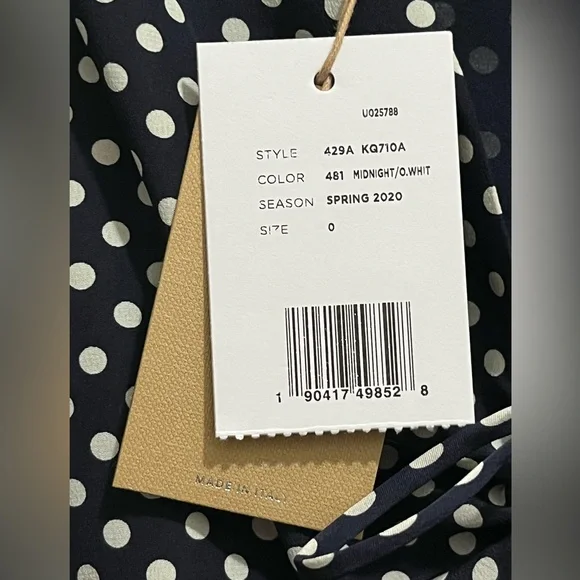 U025788
STYLE 429A KQ710A
COLOR 481 MIDNIGHT/O.WHIT
SEASON SPRING 2020
SIZE 0
1 90417 49852 8
MADE IN ITALY